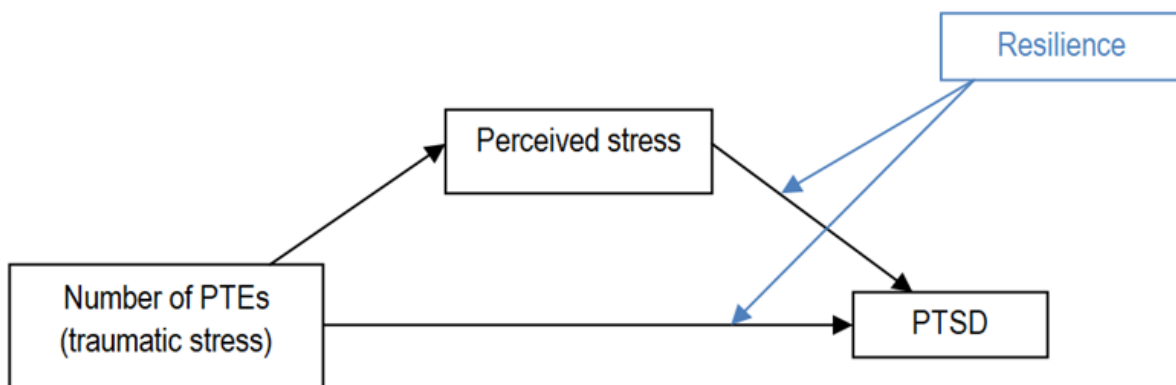 Resilience
Perceived stress
Number of PTEs
(traumatic stress)
PTSD